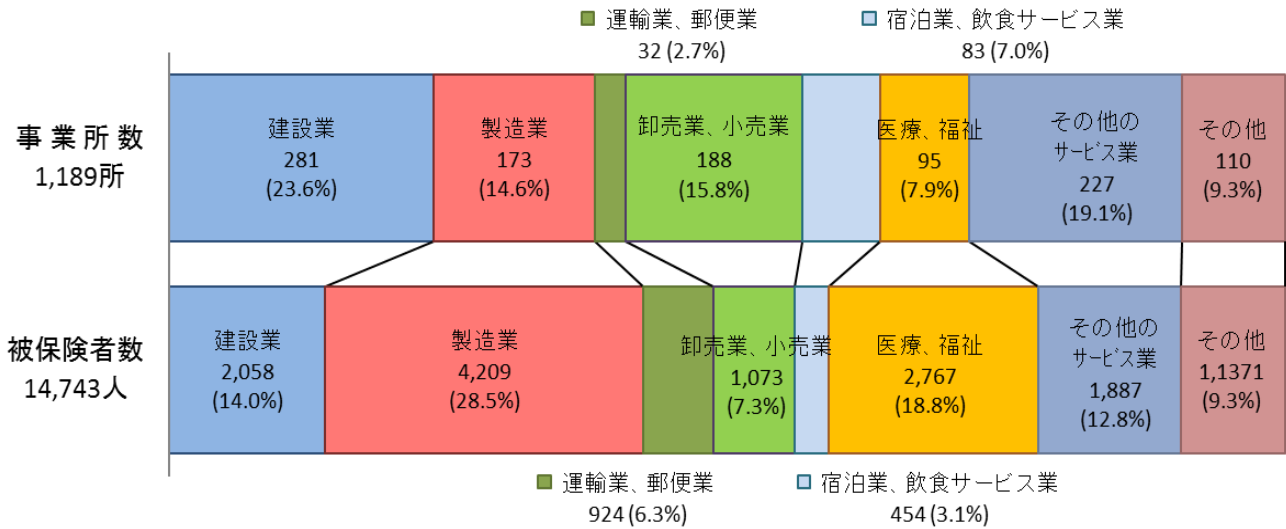 運輸業、郵便業
32 (2.7%)
宿泊業、飲食サービス業
83 (7.0%)
事業所数
1,189所
建設業
281
(23.6%)
製造業
173
(14.6%)
卸売業、小売業
188
(15.8%)
医療、福祉
95
(7.9%)
その他の
サービス業
227
(19.1%)
その他
110
(9.3%)
被保険者数
14,743人
建設業
2,058
(14.0%)
製造業
4,209
(28.5%)
卸売業、小売業
1,073
(7.3%)
医療、福祉
2,767
(18.8%)
その他の
サービス業
1,887
(12.8%)
その他
1,1371
(9.3%)
運輸業、郵便業
924 (6.3%)
宿泊業、飲食サービス業
454 (3.1%)